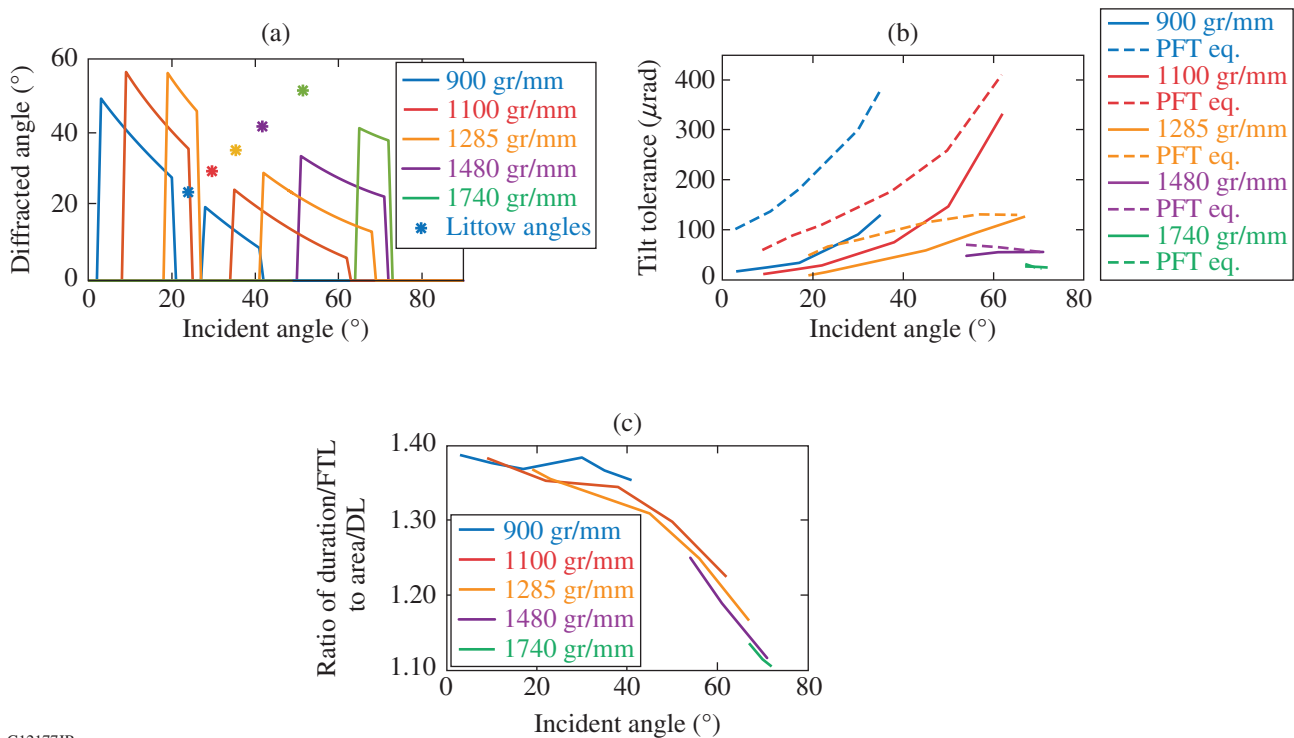 (a)
60
40
20
0
Diffracted angle (°)
0 20 40 60 80
Incident angle (°)
900 gr/mm
1100 gr/mm
1285 gr/mm
1480 gr/mm
1740 gr/mm
Littow angles
(b)
400
300
200
100
0
Tilt tolerance (μrad)
0 20 40 60 80
Incident angle (°)
900 gr/mm
PFT eq.
1100 gr/mm
PFT eq.
1285 gr/mm
PFT eq.
1480 gr/mm
PFT eq.
1740 gr/mm
PFT eq.
(c)
1.40
1.30
1.20
1.10
Ratio of duration/FTL
to area/DL
900 gr/mm
1100 gr/mm
1285 gr/mm
1480 gr/mm
1740 gr/mm
0 20 40 60 80
Incident angle (°)